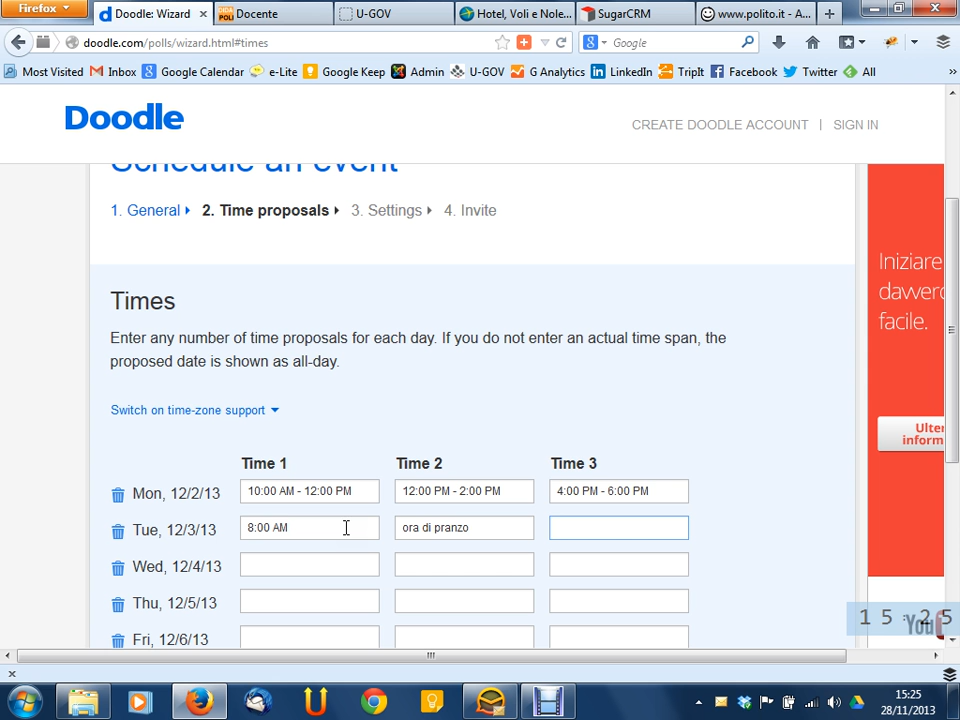 Firefox
Doodle: Wizard
Docente
U-GOV
Hotel, Voli e Nole...
SugarCRM
www.polito.it - A...
doodle.com/polls/wizard.html#times
Google
Most Visited
Inbox
Google Calendar
e-Lite
Google Keep
Admin
U-GOV
G Analytics
LinkedIn
TripIt
Facebook
Twitter
All
Doodle
CREATE DOODLE ACCOUNT | SIGN IN
Schedule an event
1. General
2. Time proposals
3. Settings
4. Invite
Times
Enter any number of time proposals for each day. If you do not enter an actual time span, the
proposed date is shown as all-day.
Switch on time-zone support
Time 1 Time 2 Time 3
Mon, 12/2/13 10:00 AM - 12:00 PM 12:00 PM - 2:00 PM 4:00 PM - 6:00 PM
Tue, 12/3/13 8:00 AM ora di pranzo
Wed, 12/4/13
Thu, 12/5/13
Fri, 12/6/13
Iniziare
davverc
facile.
Ulter
inform
15:25
You
15:25
28/11/2013